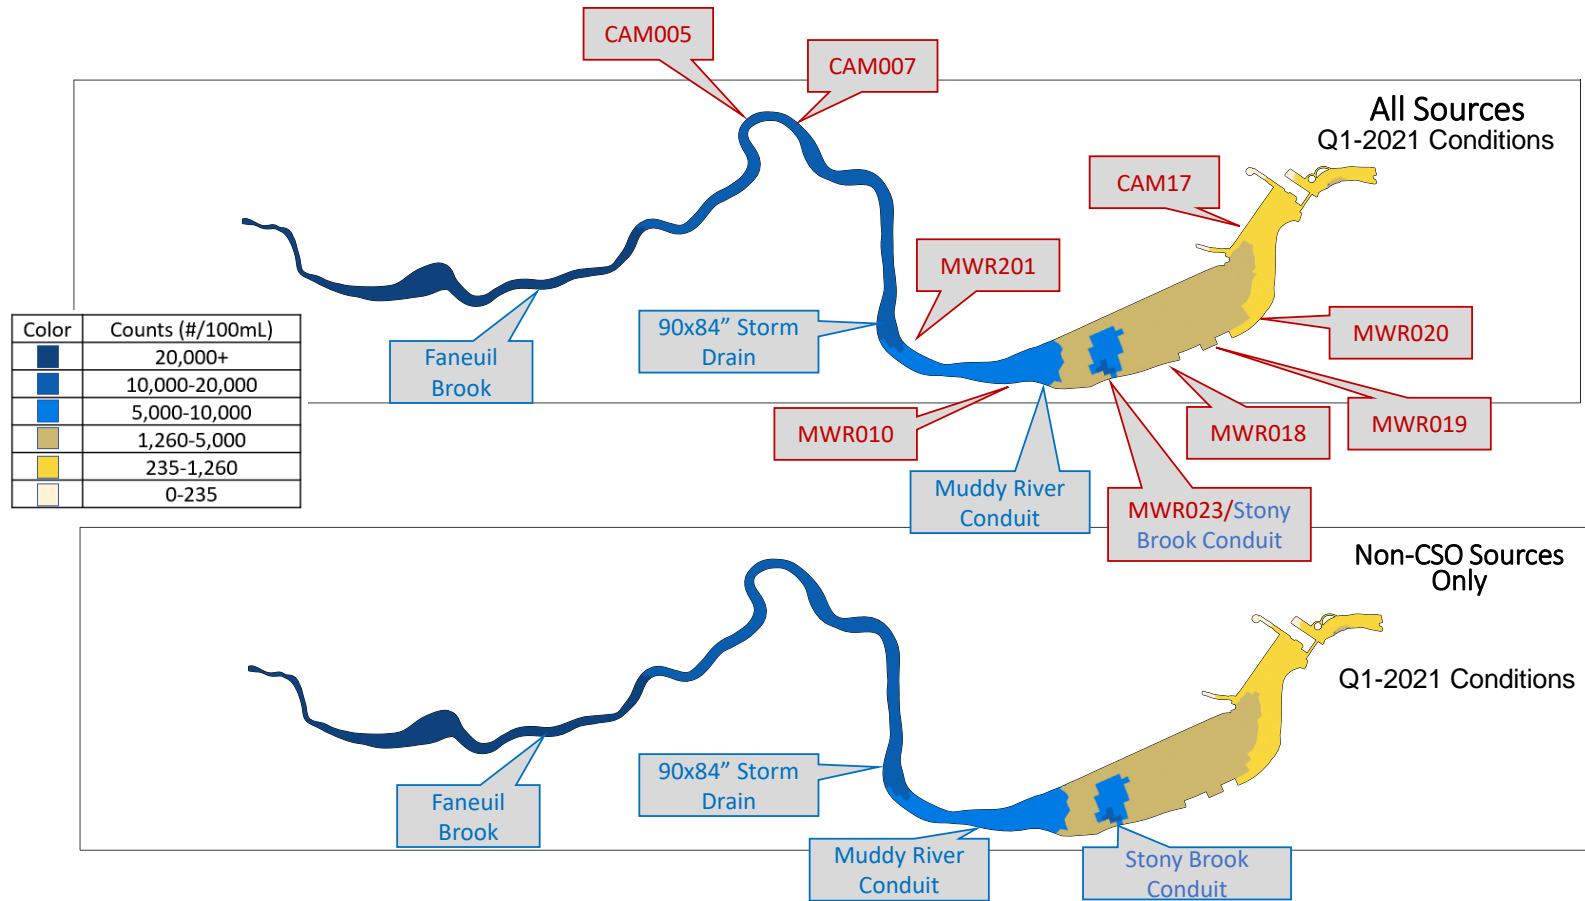 CAM005
CAM007
All Sources
Q1-2021 Conditions
CAM17
MWR201
90x84” Storm
Drain
MWR020
Faneuil
Brook
MWR010
MWR018
MWR019
Color Counts (#/100mL)
20,000+
10,000-20,000
5,000-10,000
1,260-5,000
235-1,260
0-235
Muddy River
Conduit
MWR023/Stony
Brook Conduit
Non-CSO Sources
Only
Q1-2021 Conditions
90x84” Storm
Drain
Faneuil
Brook
Muddy River
Conduit
Stony Brook
Conduit